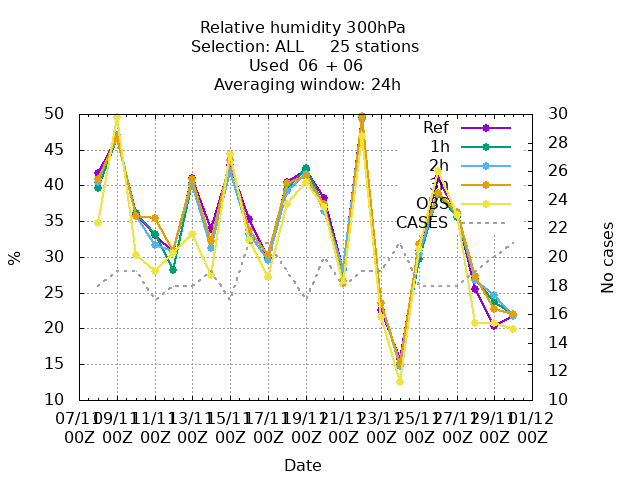 Relative humidity 300hPa
Selection: ALL 25 stations
Used 06 + 06
Averaging window: 24h
50
45
40
35
30
25
20
15
10
%
30
28
26
24
22
20
18
16
14
12
10
No cases
Ref
1h
2h
3h
OBS
CASES
07/11 09/11 11/11 13/11 15/11 17/11 19/11 21/11 23/11 25/11 27/11 29/11 01/12
00Z 00Z 00Z 00Z 00Z 00Z 00Z 00Z 00Z 00Z 00Z 00Z 00Z
Date